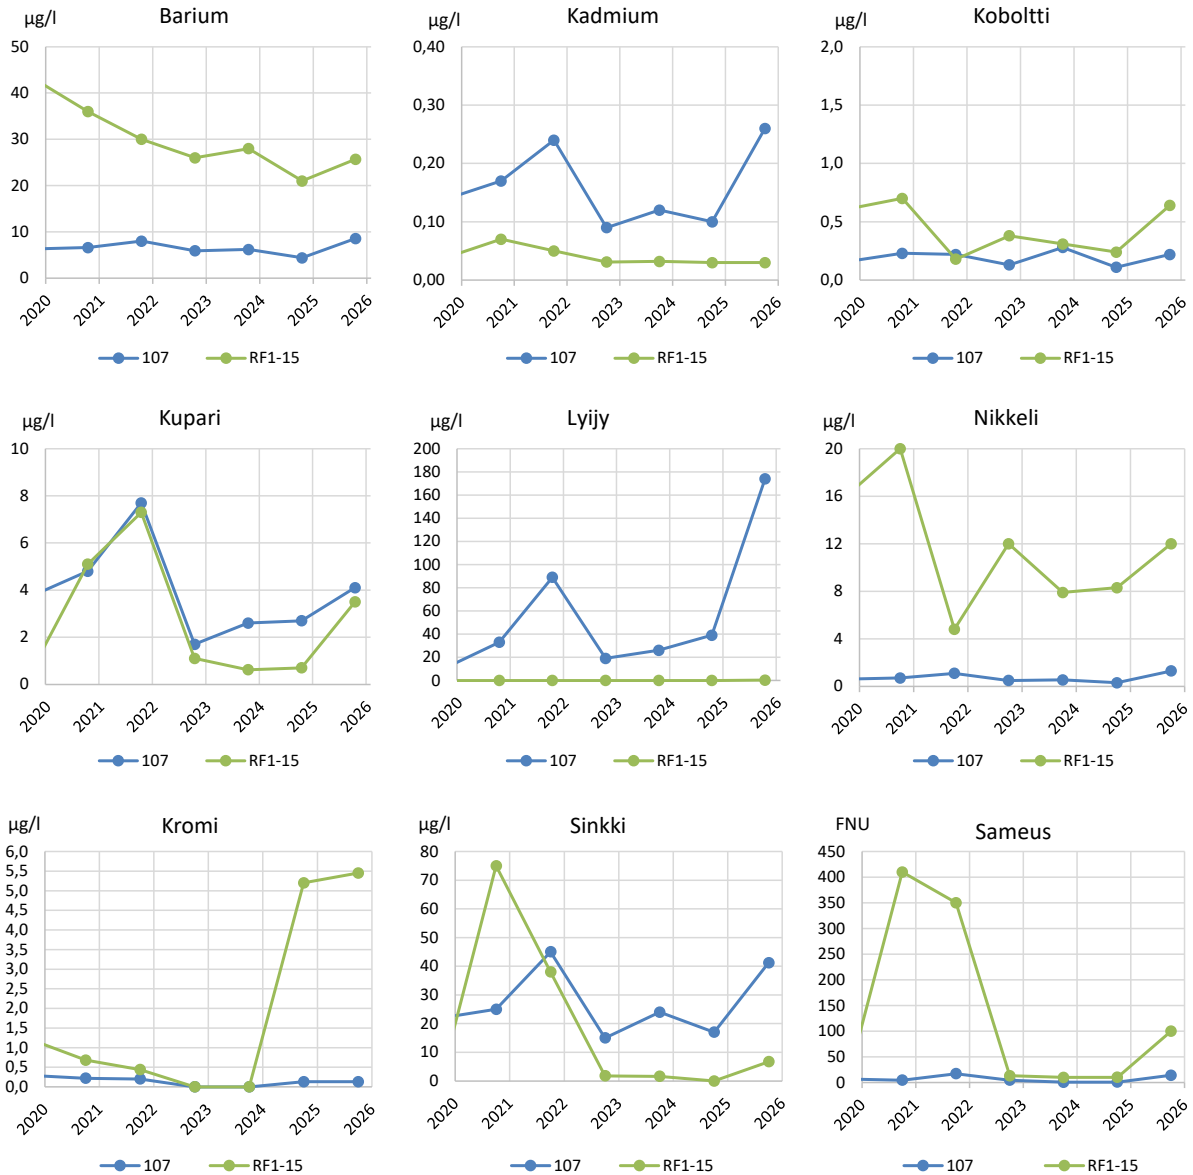 µg/l Barium
50
40
30
20
10
0
2020 2021 2022 2023 2024 2025 2026
107 RF1-15
µg/l Kadmium
0,40
0,30
0,20
0,10
0,00
2020 2021 2022 2023 2024 2025 2026
107 RF1-15
µg/l Koboltti
2,0
1,5
1,0
0,5
0,0
2020 2021 2022 2023 2024 2025 2026
107 RF1-15
µg/l Kupari
10
8
6
4
2
0
2020 2021 2022 2023 2024 2025 2026
107 RF1-15
µg/l Lyijy
200
180
160
140
120
100
80
60
40
20
0
2020 2021 2022 2023 2024 2025 2026
107 RF1-15
µg/l Nikkeli
20
16
12
8
4
0
2020 2021 2022 2023 2024 2025 2026
107 RF1-15
µg/l Kromi
6,0
5,5
5,0
4,5
4,0
3,5
3,0
2,5
2,0
1,5
1,0
0,5
0,0
2020 2021 2022 2023 2024 2025 2026
107 RF1-15
µg/l Sinkki
80
70
60
50
40
30
20
10
0
2020 2021 2022 2023 2024 2025 2026
107 RF1-15
FNU Sameus
450
400
350
300
250
200
150
100
50
0
2020 2021 2022 2023 2024 2025 2026
107 RF1-15